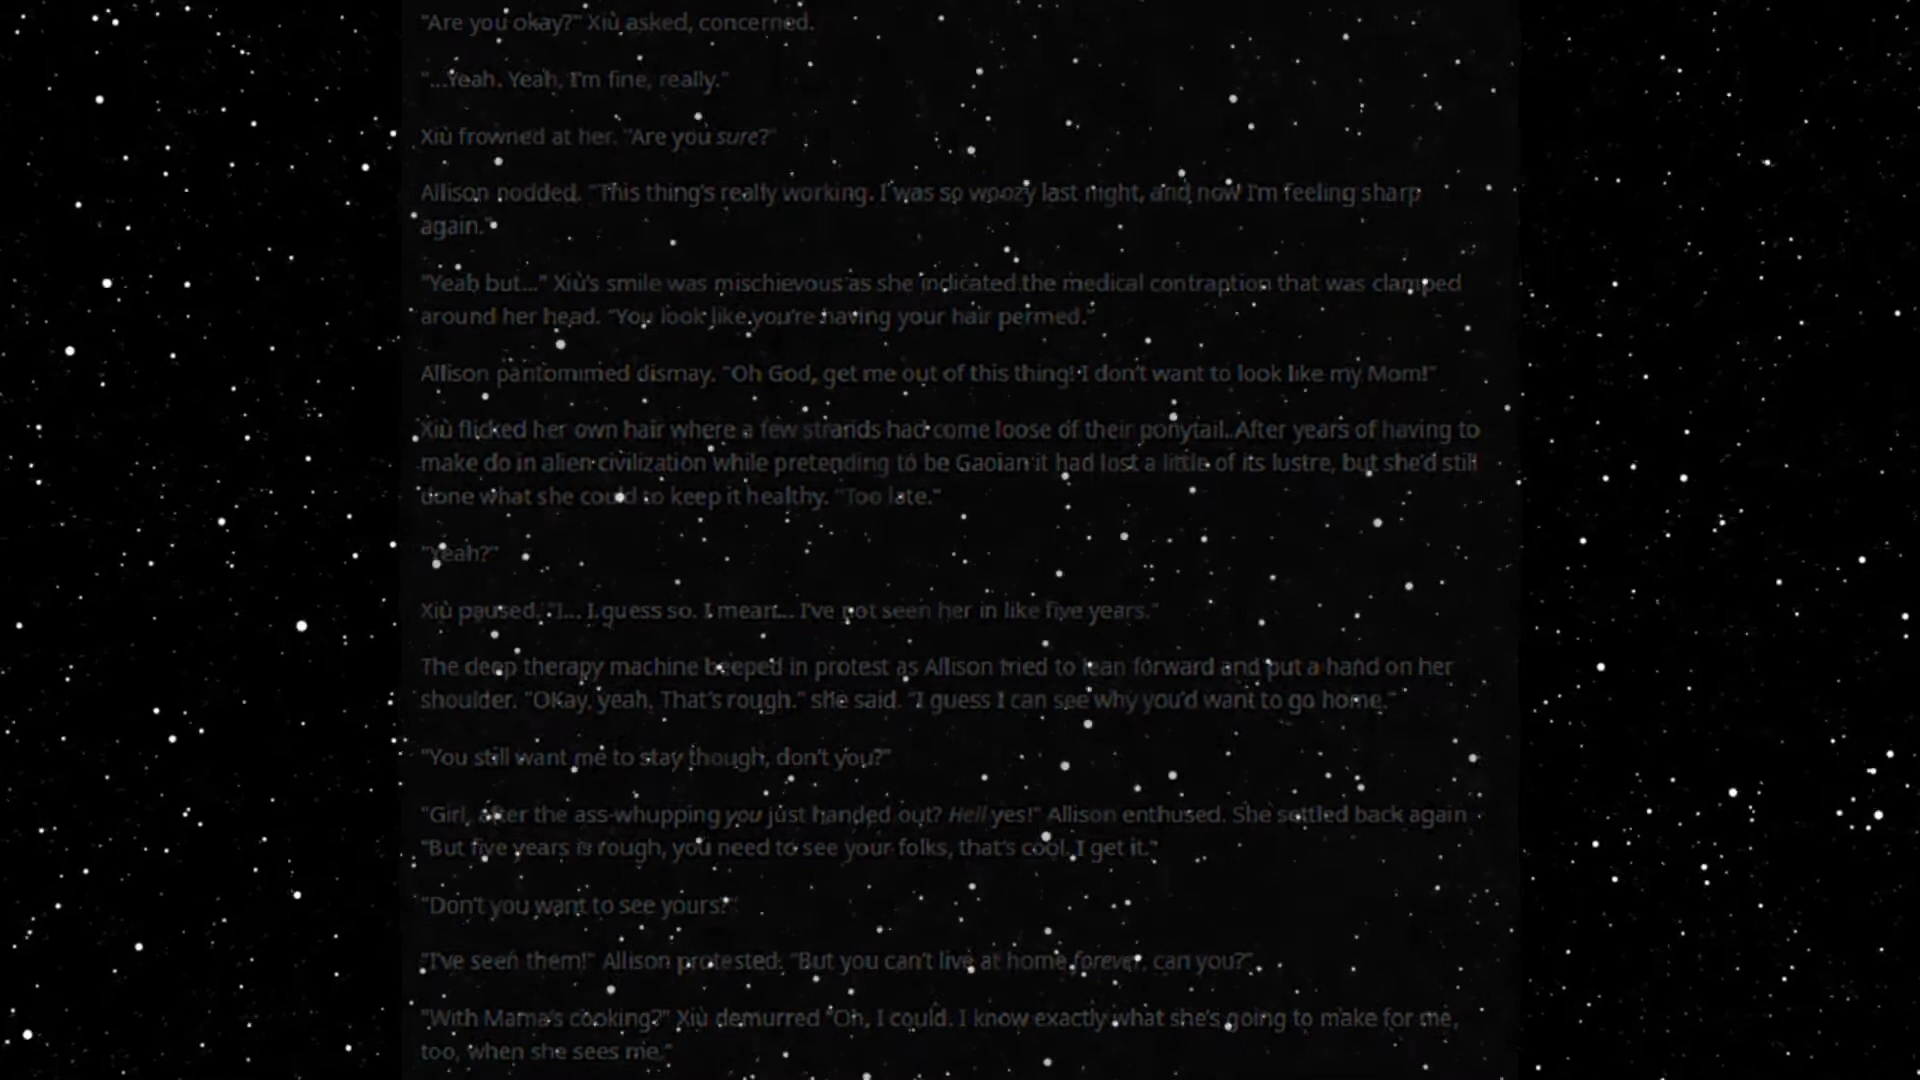 "Are you okay?" Xiù asked, concerned.
"...Yeah. Yeah, I'm fine, really."
Xiù frowned at her. "Are you sure?"
Allison nodded. "This thing's really working. I was so woozy last night, and now I'm feeling sharp
again."
"Yeah but..." Xiù's smile was mischievous as she indicated the medical contraption that was clamped
around her head. "You look like you're having your hair permed."
Allison pantomimed dismay. "Oh God, get me out of this thing! I don't want to look like my Mom!"
Xiù flicked her own hair where a few strands had come loose of their ponytail. After years of having to
make do in alien civilization while pretending to be Gaoian it had lost a little of its lustre, but she'd still
done what she could to keep it healthy. "Too late."
"Yeah?"
Xiù paused. "I... I guess so. I mean... I've not seen her in like five years."
The deep therapy machine beeped in protest as Allison tried to lean forward and put a hand on her
shoulder. "OKay, yeah. That's rough." she said. "I guess I can see why you'd want to go home."
"You still want me to stay though, don't you?"
"Girl, after the ass-whupping you just handed out? Hell yes!" Allison enthused. She settled back again
"But five years is rough, you need to see your folks, that's cool. I get it."
"Don't you want to see yours?"
"I've seen them!" Allison protested. "But you can't live at home forever, can you?"
"With Mama's cooking?" Xiù demurred "Oh, I could. I know exactly what she's going to make for me,
too, when she sees me."